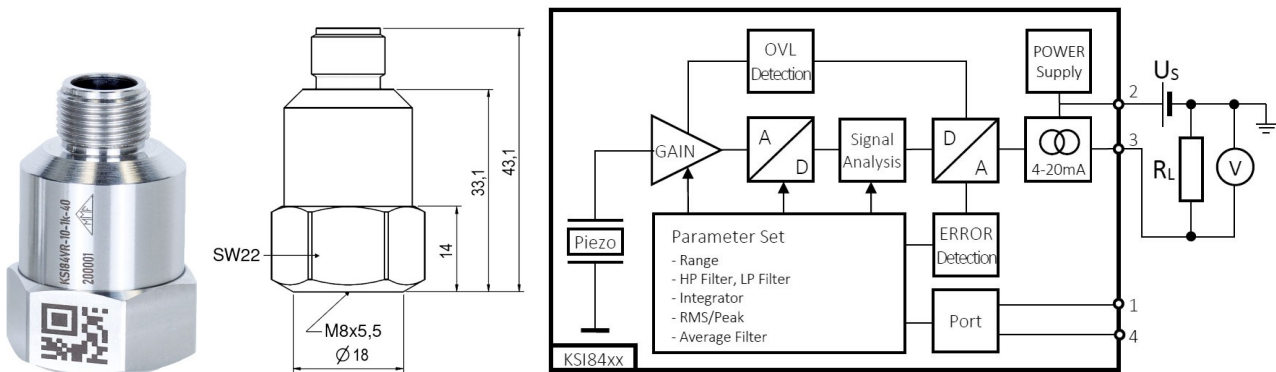 KSI84VR-10-1k-40
200001
43,1
33,1
14
SW22
M8x5,5
Ø 18
OVL
Detection
POWER
Supply
GAIN
A
D
Signal
Analysis
D
A
4-20mA
2
3
US
RL
V
Piezo
Parameter Set
- Range
- HP Filter, LP Filter
- Integrator
- RMS/Peak
- Average Filter
ERROR
Detection
Port
1
4
KSI84xx